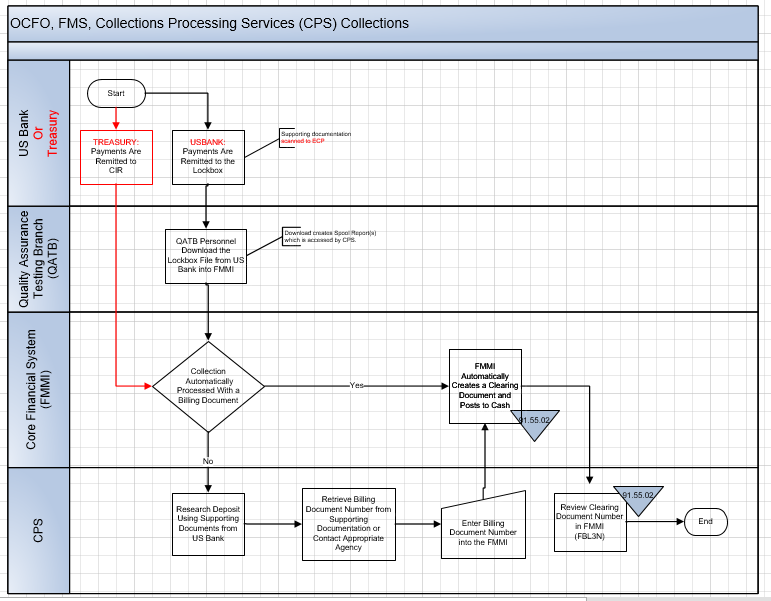 OCFO, FMS, Collections Processing Services (CPS) Collections
US Bank
Or
Treasury
Start
TREASURY:
Payments Are
Remitted to
CIR
USBANK:
Payments Are
Remitted to the
Lockbox
Supporting documentation
scanned to ECP
Quality Assurance
Testing Branch
(QATB)
QATB Personnel
Download the
Lockbox File from US
Bank into FMMI
Download creates Spool Report(s)
which is accessed by CPS.
Core Financial System
(FMMI)
Collection
Automatically
Processed With a
Billing Document
Yes
No
FMMI
Automatically
Creates a Clearing
Document and
Posts to Cash
91.55.02
CPS
Research Deposit
Using Supporting
Documents from
US Bank
Retrieve Billing
Document Number from
Supporting
Documentation or
Contact Appropriate
Agency
Enter Billing
Document Number
into the FMMI
Review Clearing
Document Number
in FMMI
(FBL3N)
91.55.02
End